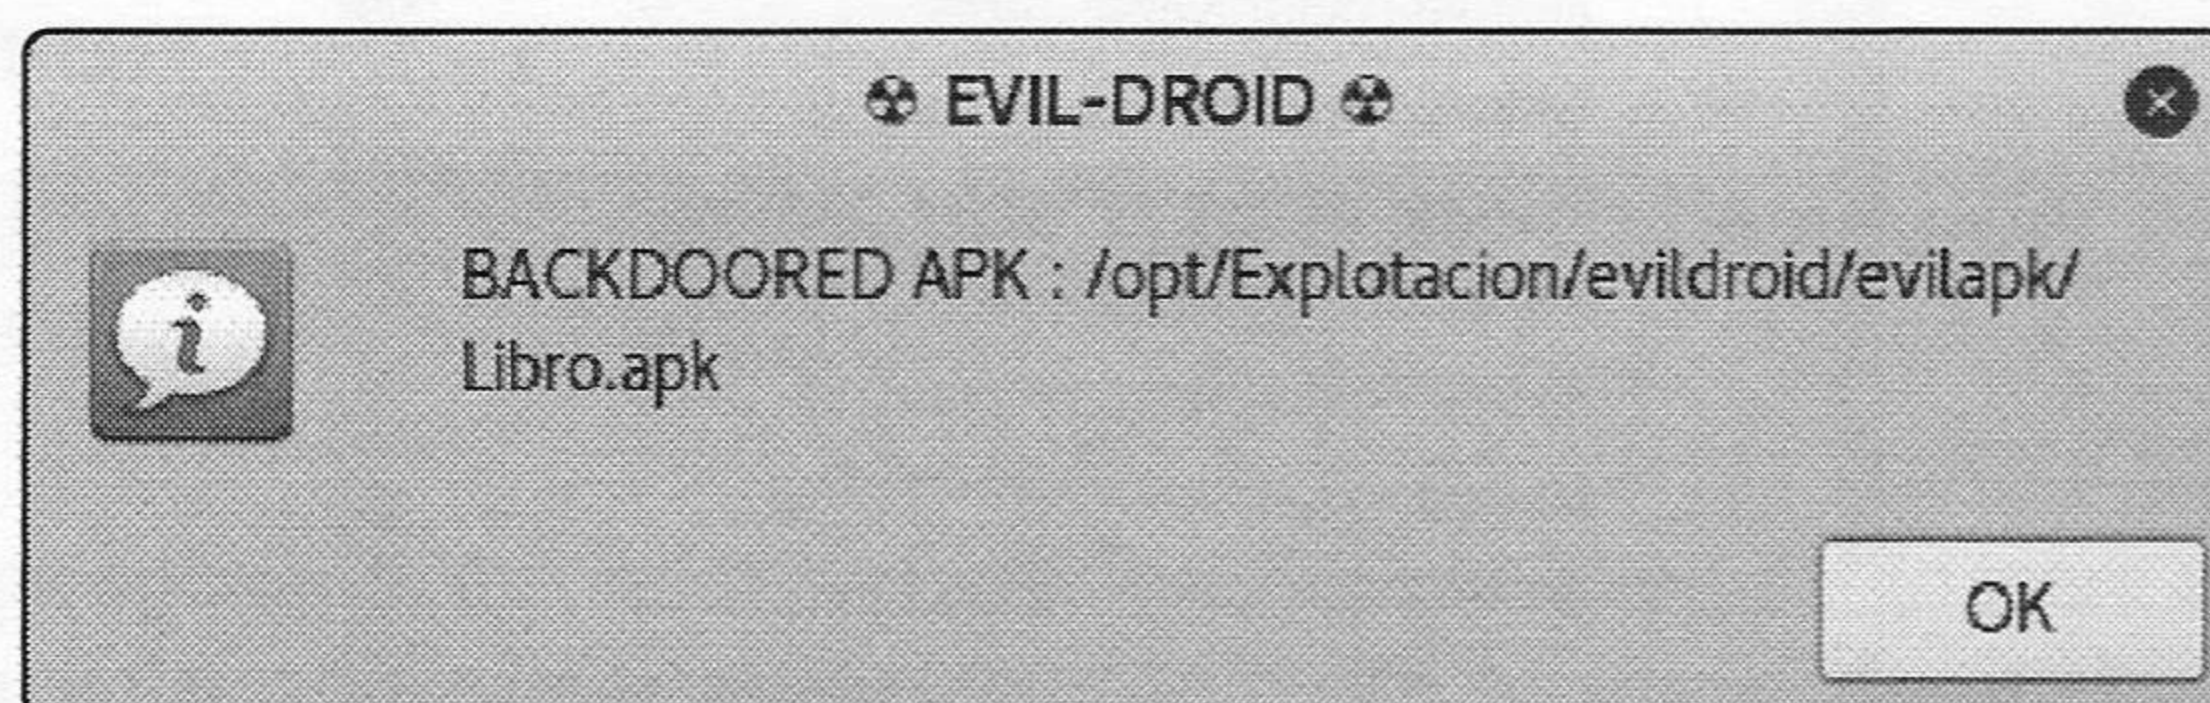 ☢ EVIL-DROID ☢
BACKDOORED APK : /opt/Explotacion/evildroid/evilapk/
Libro.apk
OK